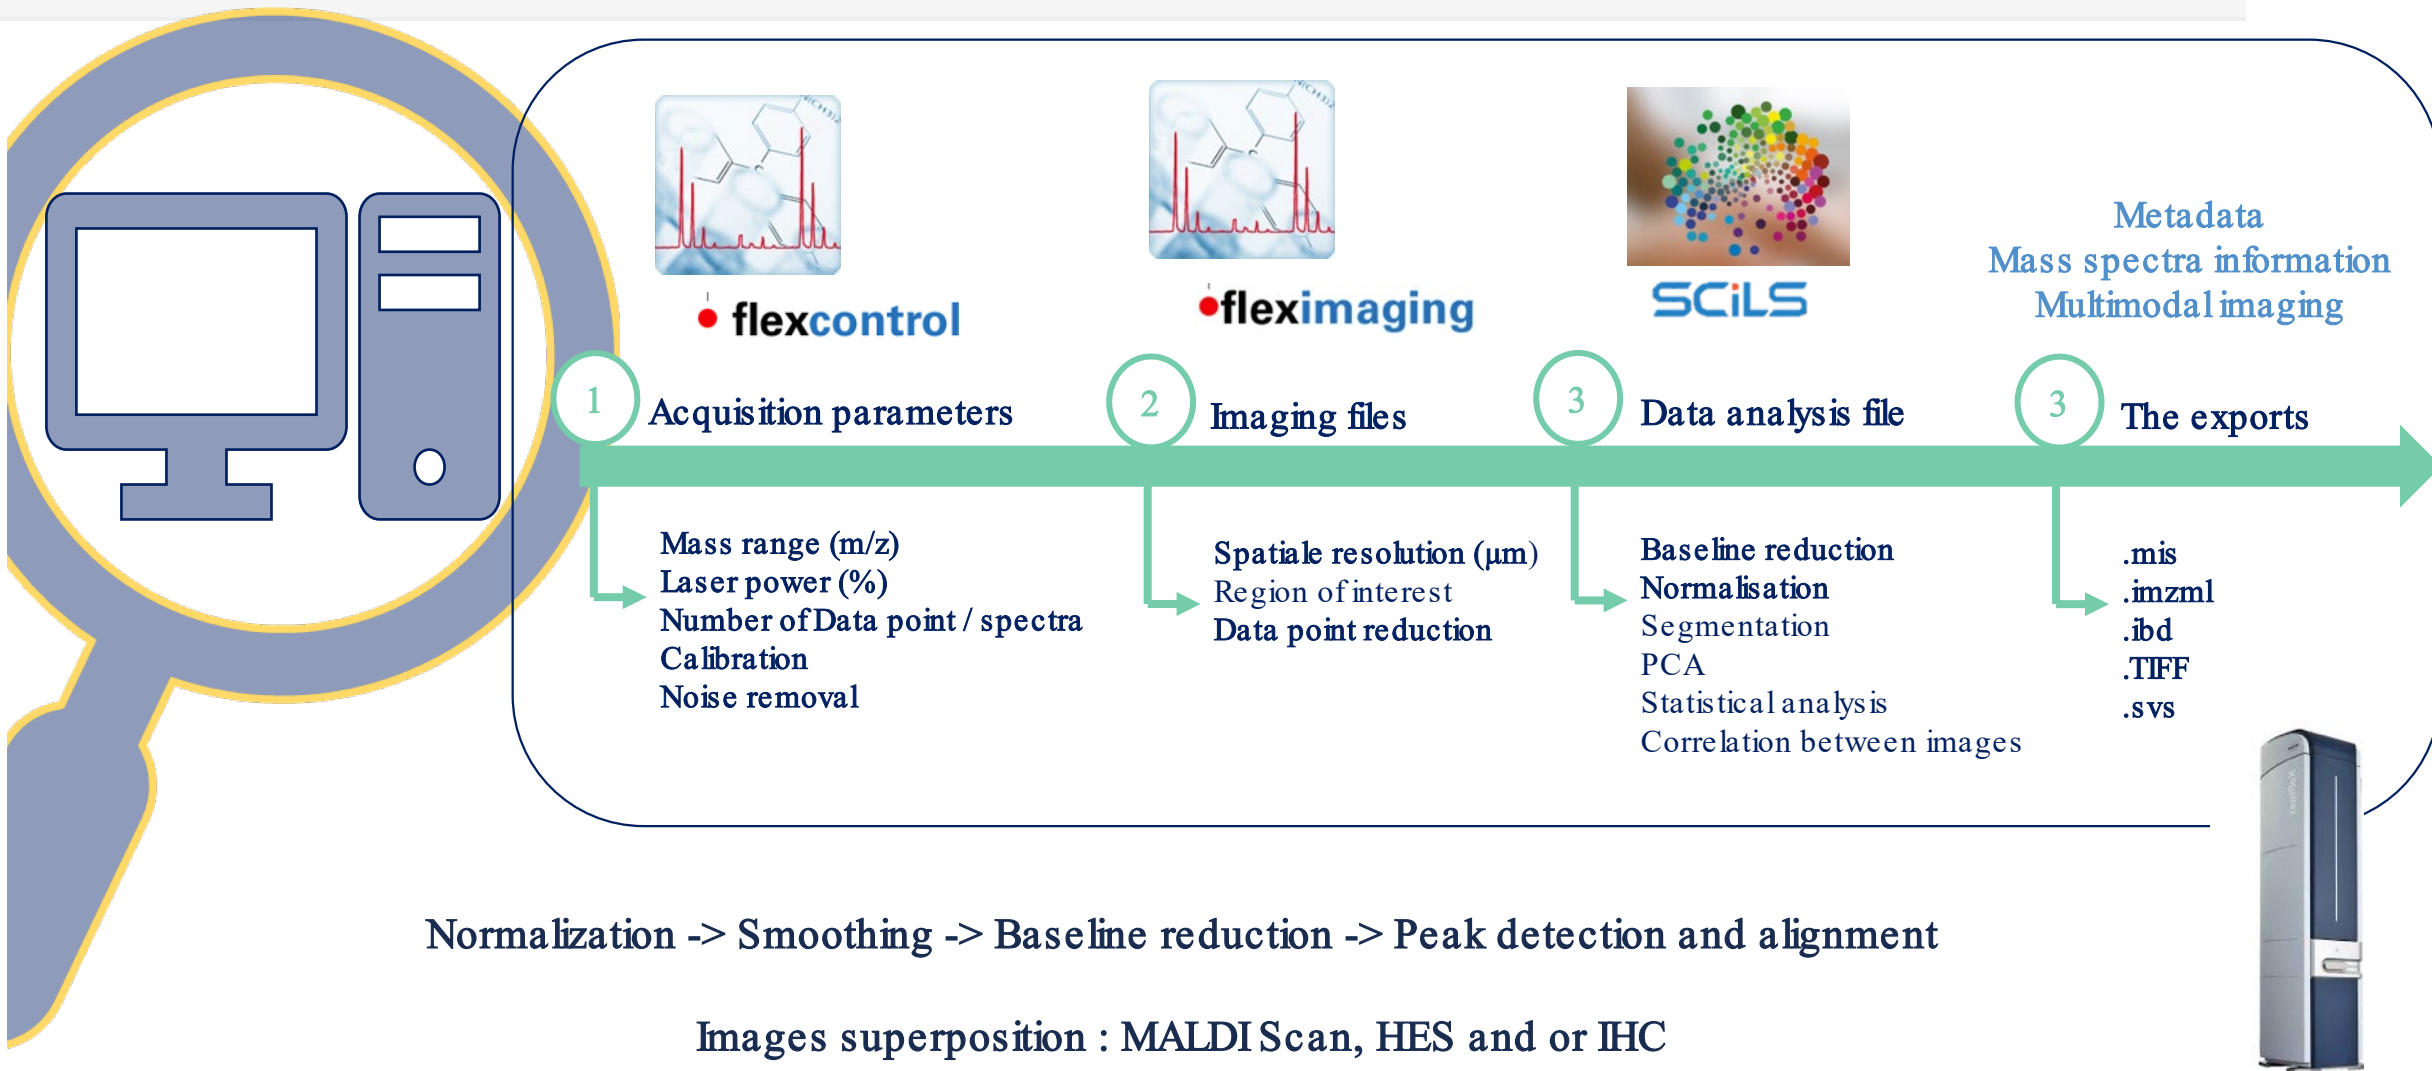 flexcontrol
fleximaging
SCiLS
Metadata
Mass spectra information
Multimodal imaging
1
Acquisition parameters
2
Imaging files
3
Data analysis file
3
The exports
Mass range (m/z)
Laser power (%)
Number of Data point / spectra
Calibration
Noise removal
Spatiale resolution (µm)
Region of interest
Data point reduction
Baseline reduction
Normalisation
Segmentation
PCA
Statistical analysis
Correlation between images
.mis
.imzml
.ibd
.TIFF
.svs
Normalization -> Smoothing -> Baseline reduction -> Peak detection and alignment
Images superposition : MALDI Scan, HES and or IHC